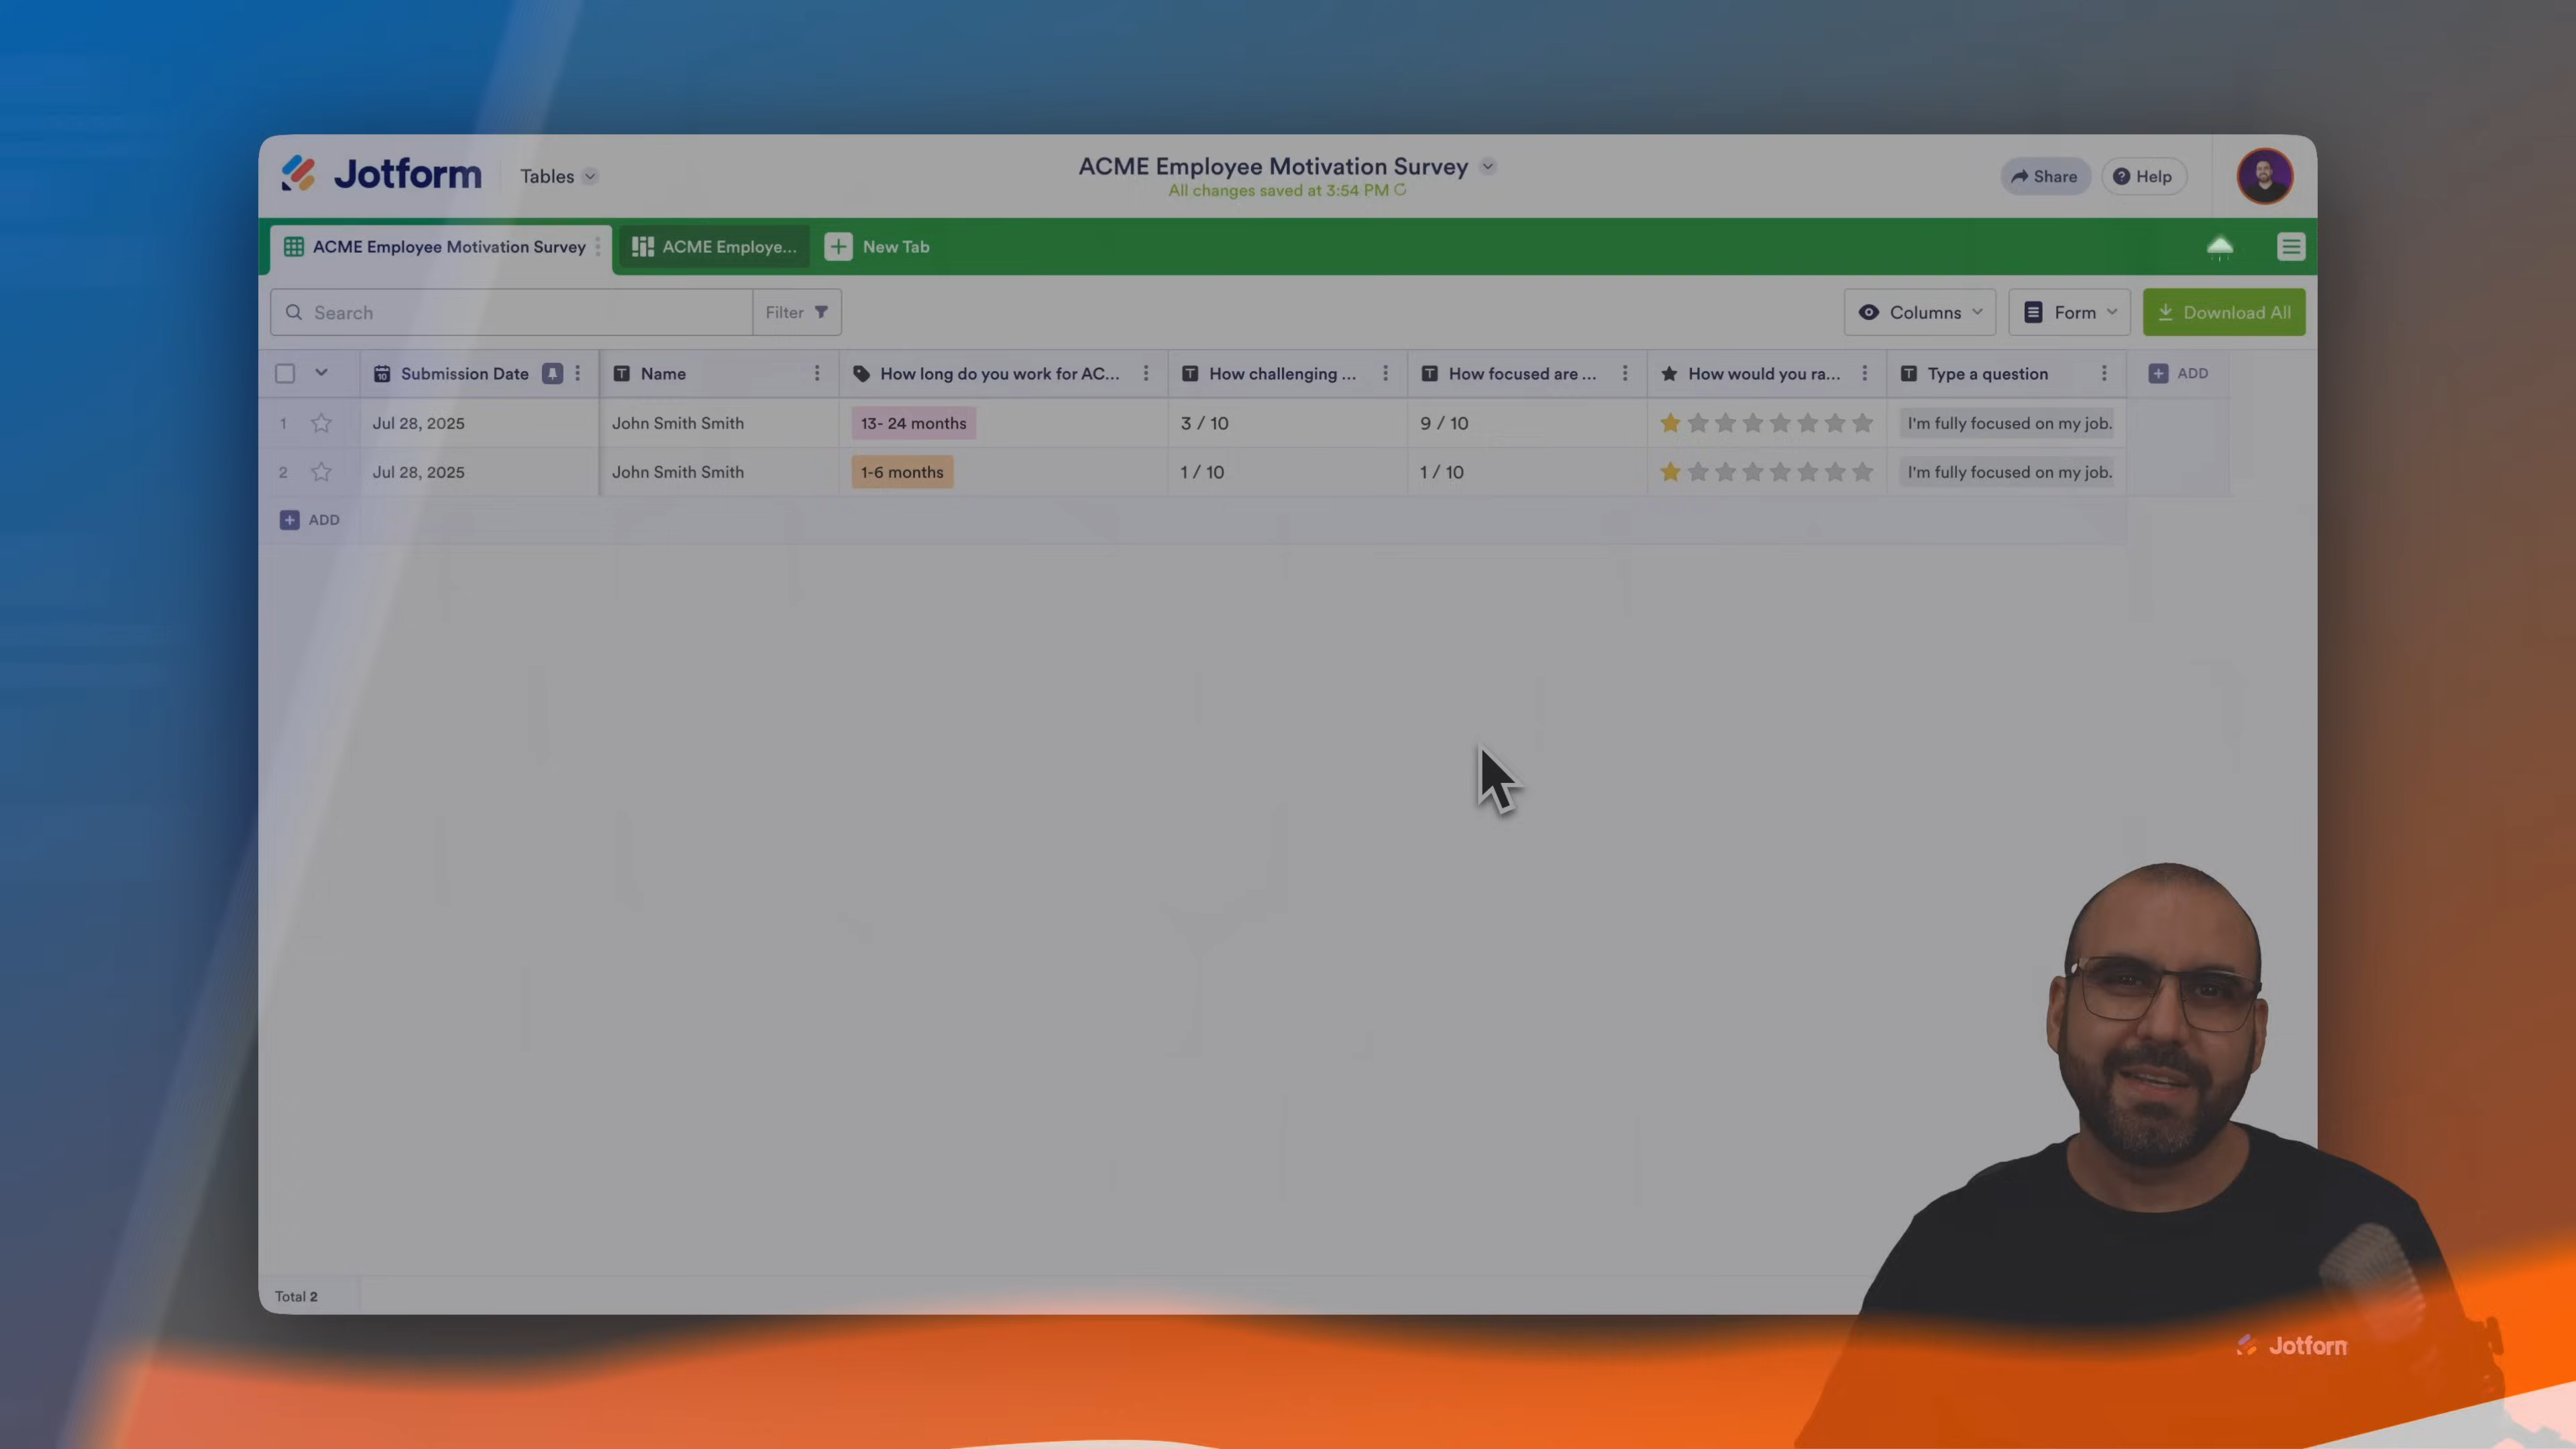 Jotform
Tables
ACME Employee Motivation Survey
All changes saved at 3:54 PM
Share
Help
ACME Employee Motivation Survey
ACME Employe...
New Tab
Search
Filter
Columns
Form
Download All
10 Submission Date
T Name
How long do you work for AC...
T How challenging ...
T How focused are ...
How would you ra...
T Type a question
ADD
1 Jul 28, 2025 John Smith Smith 13- 24 months 3 / 10 9 / 10 I'm fully focused on my job.
2 Jul 28, 2025 John Smith Smith 1-6 months 1 / 10 1 / 10 I'm fully focused on my job.
ADD
Total 2
Jotform